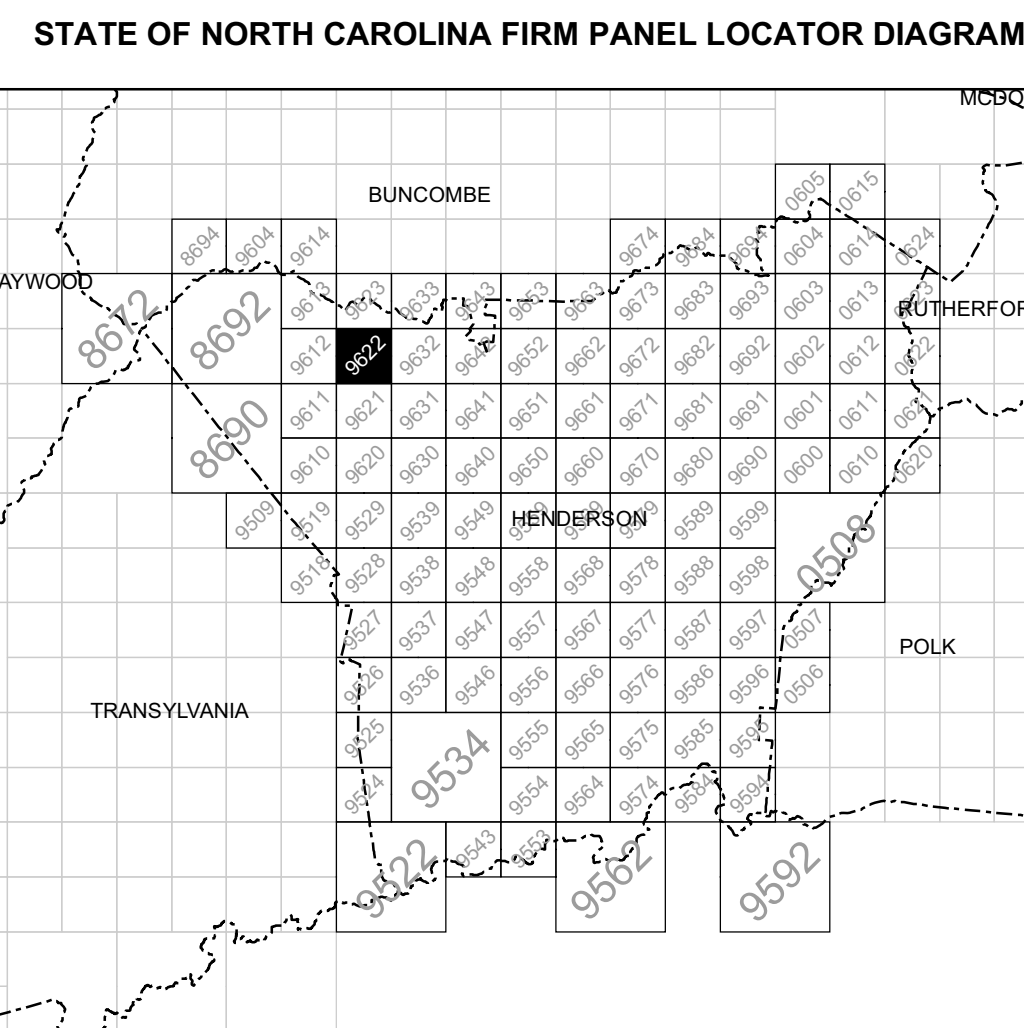 STATE OF NORTH CAROLINA FIRM PANEL LOCATOR DIAGRAM
MCDO
BUNCOMBE
0605 0615
8694 9604 9614 9674 9684 9694 0604 0614 0624
AYWOOD
8672 8692 9613 9623 9633 9643 9653 9663 9673 9683 9693 0603 0613 0623
RUTHERFOR
9612 9622 9632 9642 9652 9662 9672 9682 9692 0602 0612 0622
8690 9611 9621 9631 9641 9651 9661 9671 9681 9691 0601 0611 0621
9610 9620 9630 9640 9650 9660 9670 9680 9690 0600 0610 0620
9509 9519 9529 9539 9549 9559 9569 9579 9589 9599
HENDERSON
0508
9518 9528 9538 9548 9558 9568 9578 9588 9598
9527 9537 9547 9557 9567 9577 9587 9597 0507
POLK
9526 9536 9546 9556 9566 9576 9586 9596 0506
TRANSYLVANIA
9525 9534 9555 9565 9575 9585 9595
9524 9554 9564 9574 9584 9594
9522 9543 9553 9562 9592